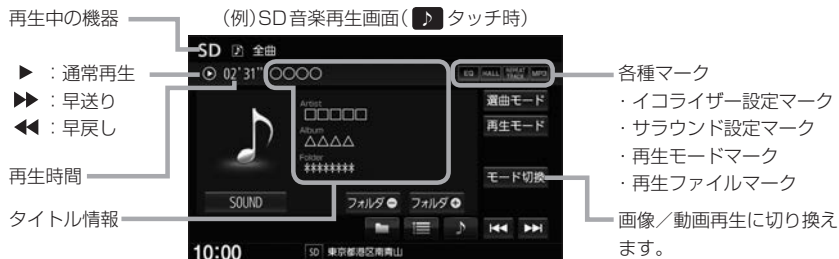 (例)SD音楽再生画面( ♪ タッチ時)
再生中の機器
▶ ：通常再生
▶▶ ：早送り
◀◀ ：早戻し
再生時間
タイトル情報
SD ♪ 全曲
02'31" ○○○○
EQ HALL REPEAT TRACK MP3
Artist
□□□□□
Album
△△△△
Folder
********
選曲モード
再生モード
モード切換
SOUND
フォルダ－ フォルダ＋
10:00
SD 東京都港区南青山
各種マーク
・イコライザー設定マーク
・サラウンド設定マーク
・再生モードマーク
・再生ファイルマーク
画像／動画再生に切り換え
ます。